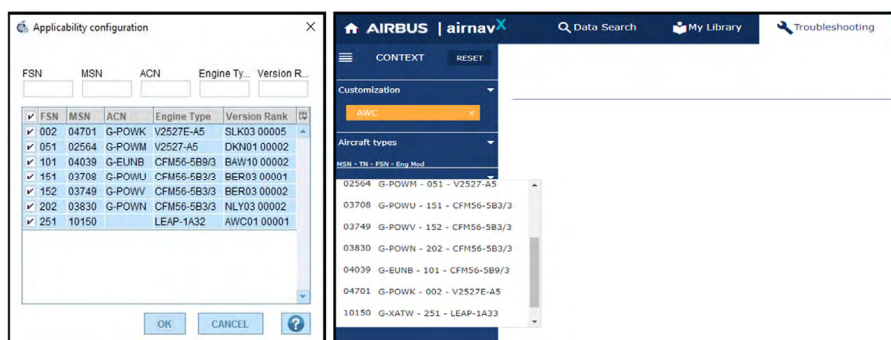 Applicability configuration
FSN MSN ACN Engine Ty... Version R...
FSN MSN ACN Engine Type Version Rank
002 04701 G-POWK V2527E-A5 SLK03 00005
051 02564 G-POWM V2527-A5 DKN01 00002
101 04039 G-EUNB CFM56-5B9/3 BAW10 00002
151 03708 G-POWU CFM56-5B3/3 BER03 00001
152 03749 G-POWV CFM56-5B3/3 BER03 00002
202 03830 G-POWN CFM56-5B3/3 NLY03 00002
251 10150 LEAP-1A32 AWC01 00001
OK CANCEL ?
AIRBUS | airnavX Data Search My Library Troubleshooting
CONTEXT RESET
Customization
AWC ×
Aircraft types
MSN - TN - FSN - Eng Mod
02564 G-POWM - 051 - V2527-A5
03708 G-POWU - 151 - CFM56-5B3/3
03749 G-POWV - 152 - CFM56-5B3/3
03830 G-POWN - 202 - CFM56-5B3/3
04039 G-EUNB - 101 - CFM56-5B9/3
04701 G-POWK - 002 - V2527E-A5
10150 G-XATW - 251 - LEAP-1A33